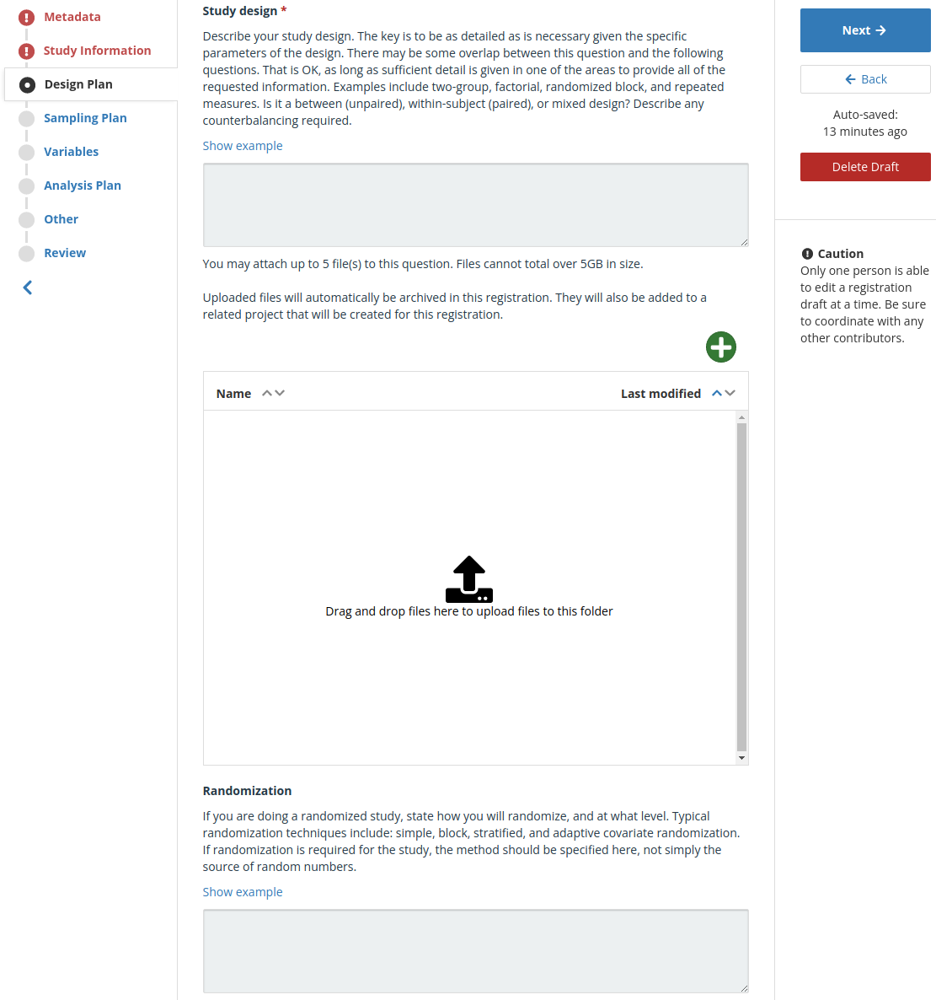 Metadata
Study Information
Design Plan
Sampling Plan
Variables
Analysis Plan
Other
Review
Study design *
Describe your study design. The key is to be as detailed as is necessary given the specific
parameters of the design. There may be some overlap between this question and the following
questions. That is OK, as long as sufficient detail is given in one of the areas to provide all of the
requested information. Examples include two-group, factorial, randomized block, and repeated
measures. Is it a between (unpaired), within-subject (paired), or mixed design? Describe any
counterbalancing required.
Show example
You may attach up to 5 file(s) to this question. Files cannot total over 5GB in size.
Uploaded files will automatically be archived in this registration. They will also be added to a
related project that will be created for this registration.
Name
Last modified
Drag and drop files here to upload files to this folder
Randomization
If you are doing a randomized study, state how you will randomize, and at what level. Typical
randomization techniques include: simple, block, stratified, and adaptive covariate randomization.
If randomization is required for the study, the method should be specified here, not simply the
source of random numbers.
Show example
Next
Back
Auto-saved:
13 minutes ago
Delete Draft
Caution
Only one person is able
to edit a registration
draft at a time. Be sure
to coordinate with any
other contributors.